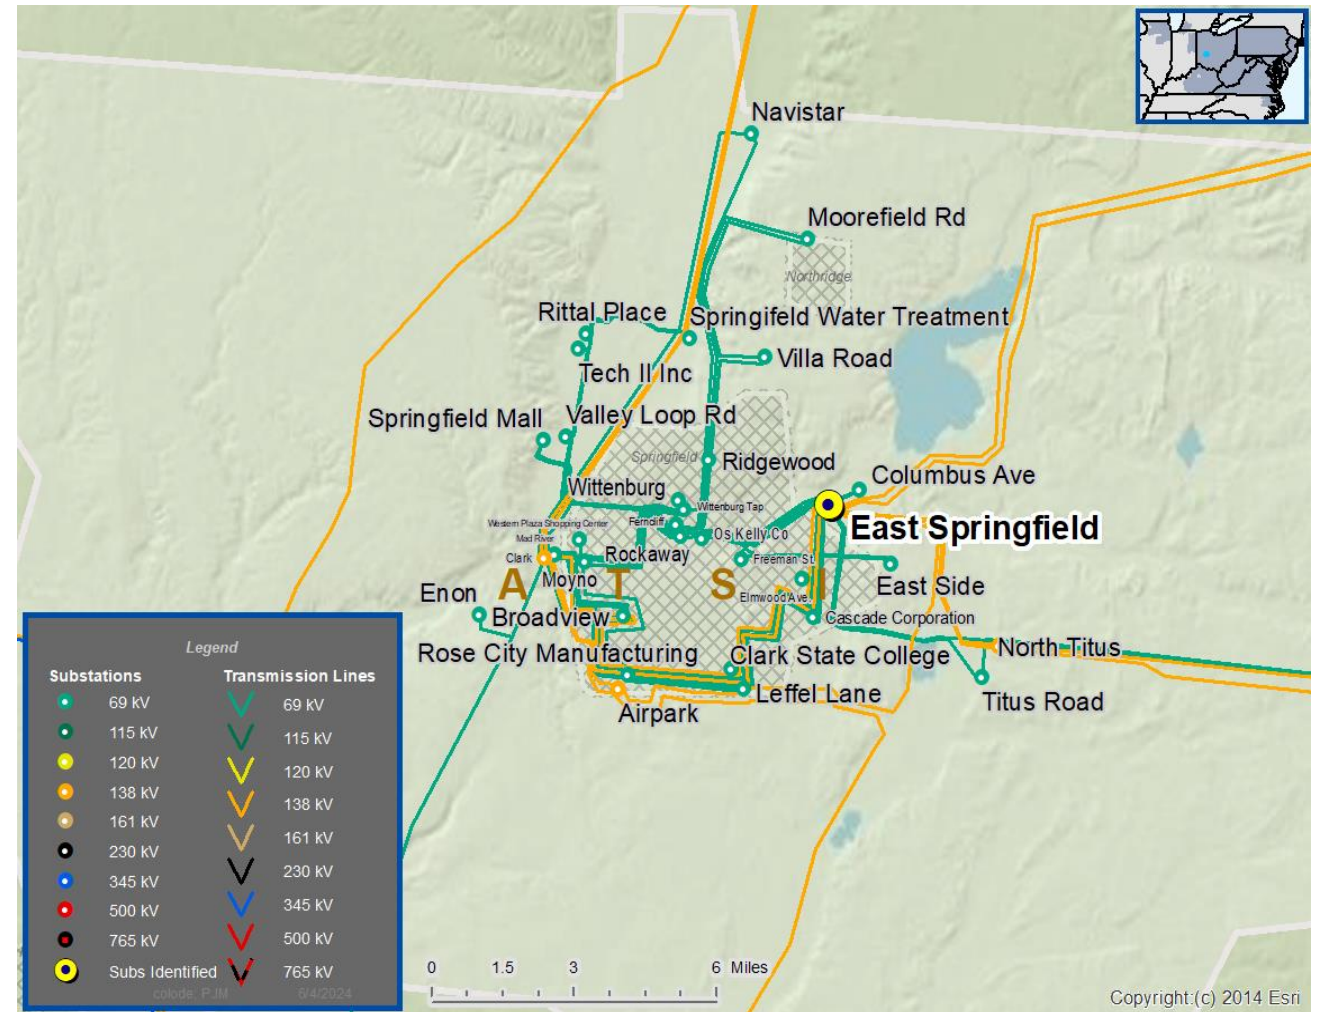 Navistar
Moorefield Rd
Northridge
Rittal Place
Springifeld Water Treatment
Tech II Inc
Villa Road
Springfield Mall
Valley Loop Rd
Springfield
Ridgewood
Columbus Ave
Wittenburg
Wittenburg Tap
Western Plaza Shopping Center
Ferncliff
East Springfield
Mad River
Os Kelly Co
Clark
Rockaway
Freeman St.
A T S I
Moyno
East Side
Enon
Elmwood Ave.
Broadview
Cascade Corporation
Rose City Manufacturing
Clark State College
North Titus
Leffel Lane
Titus Road
Airpark
Legend
Substations
Transmission Lines
69 kV
69 kV
115 kV
115 kV
120 kV
120 kV
138 kV
138 kV
161 kV
161 kV
230 kV
230 kV
345 kV
345 kV
500 kV
500 kV
765 kV
765 kV
Subs Identified
colode: PJM
6/4/2024
0 1.5 3 6 Miles
Copyright:(c) 2014 Esri